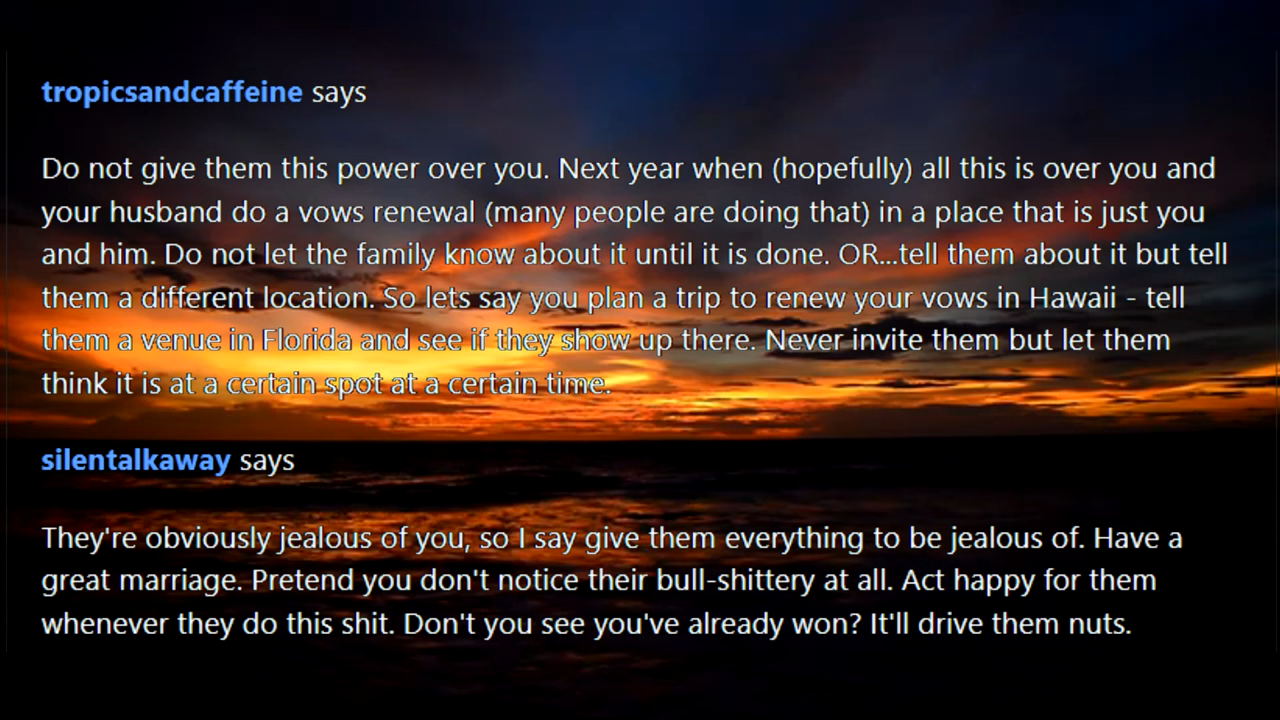 tropicsandcaffeine says
Do not give them this power over you. Next year when (hopefully) all this is over you and
your husband do a vows renewal (many people are doing that) in a place that is just you
and him. Do not let the family know about it until it is done. OR...tell them about it but tell
them a different location. So lets say you plan a trip to renew your vows in Hawaii - tell
them a venue in Florida and see if they show up there. Never invite them but let them
think it is at a certain spot at a certain time.
silentalkaway says
They're obviously jealous of you, so I say give them everything to be jealous of. Have a
great marriage. Pretend you don't notice their bull-shittery at all. Act happy for them
whenever they do this shit. Don't you see you've already won? It'll drive them nuts.